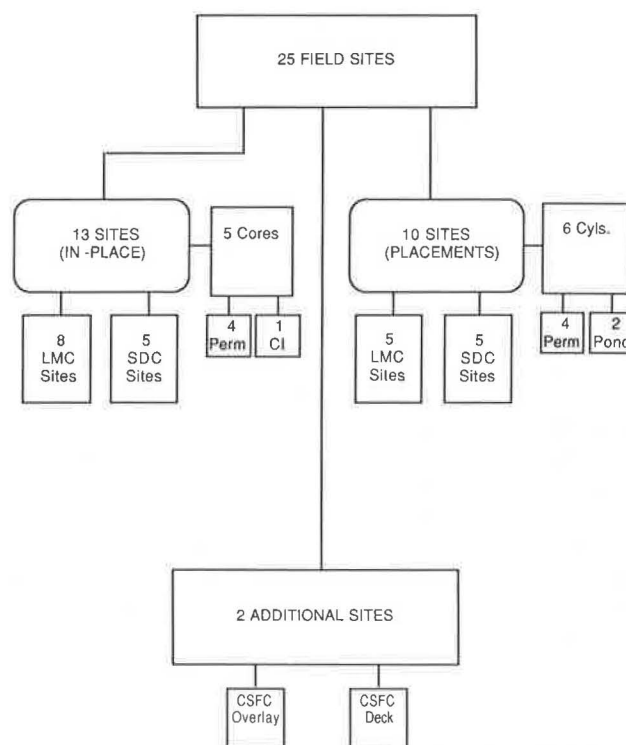 25 FIELD SITES
13 SITES
(IN -PLACE)
5 Cores
10 SITES
(PLACEMENTS)
6 Cyls.
8
LMC
Sites
5
SDC
Sites
4
Perm
1
Cl
5
LMC
Sites
5
SDC
Sites
4
Perm
2
Pond
2 ADDITIONAL SITES
CSFC
Overlay
CSFC
Deck